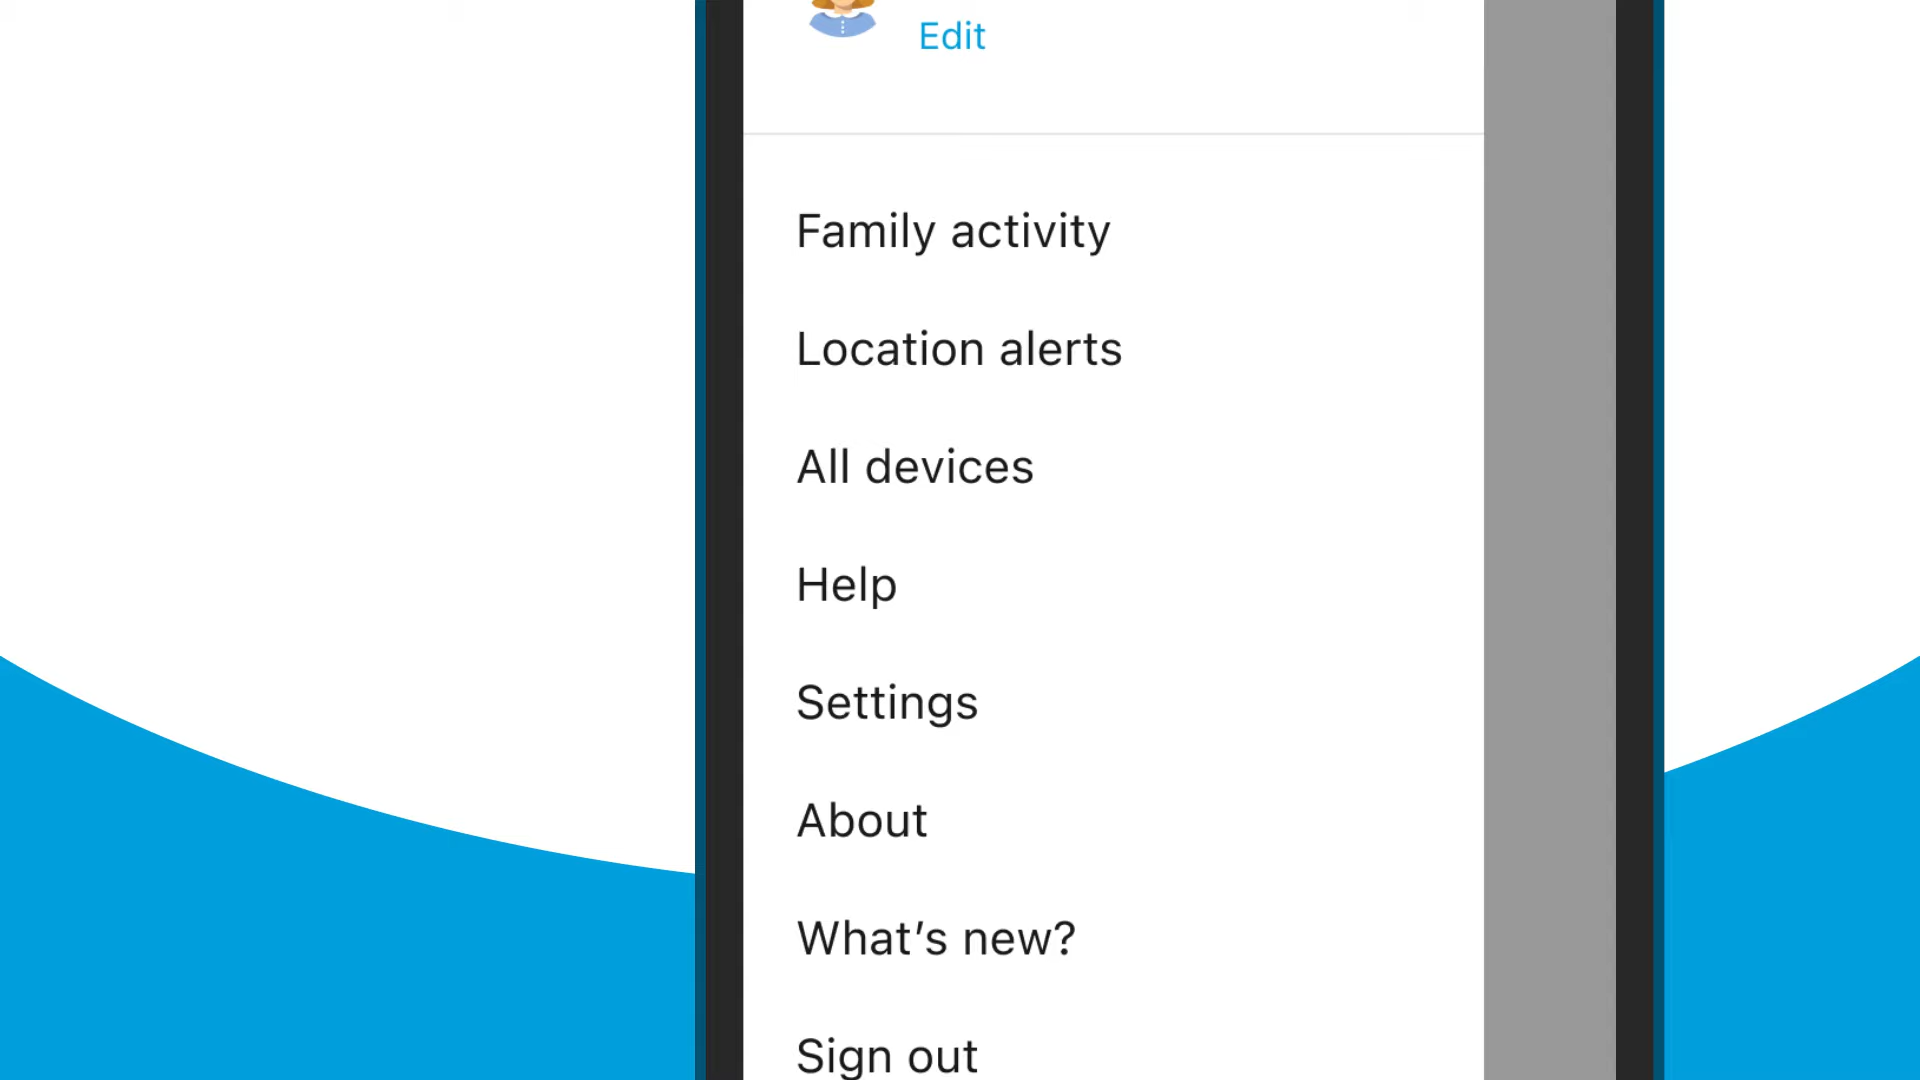 Edit
Family activity
Location alerts
All devices
Help
Settings
About
What’s new?
Sign out